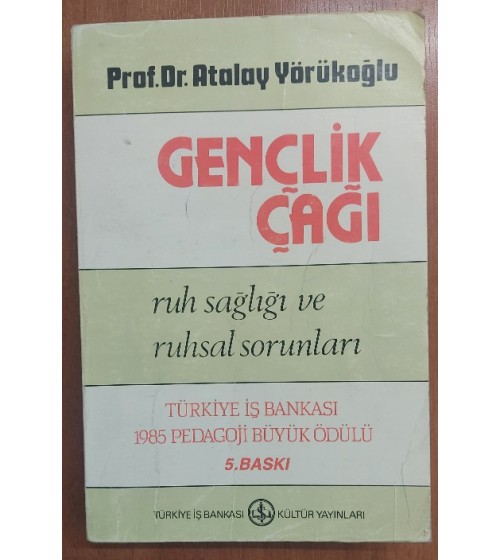 Prof.Dr. Atalay Yörükoğlu
GENÇLİK
ÇAĞI
ruh sağlığı ve
ruhsal sorunları
TÜRKİYE İŞ BANKASI
1985 PEDAGOJİ BÜYÜK ÖDÜLÜ
5.BASKI
TÜRKİYE İŞ BANKASI KÜLTÜR YAYINLARI